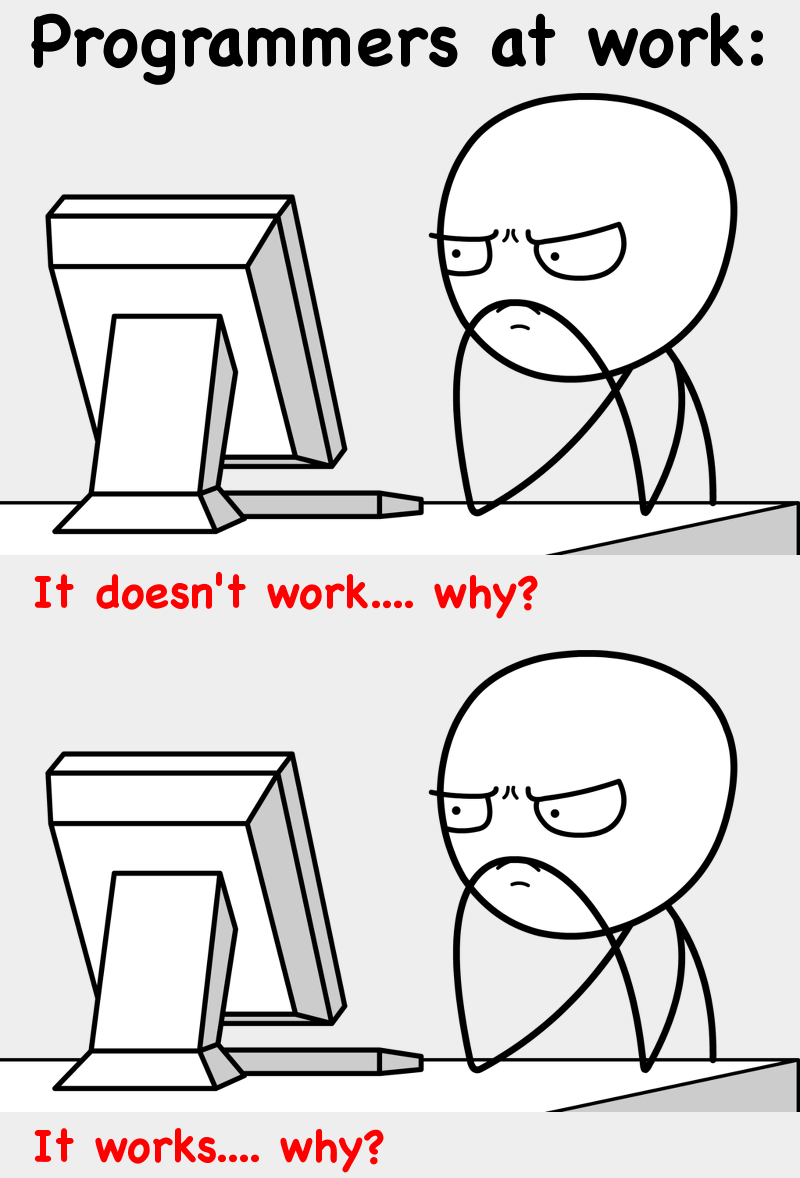 Programmers at work:
It doesn't work.... why?
It works.... why?